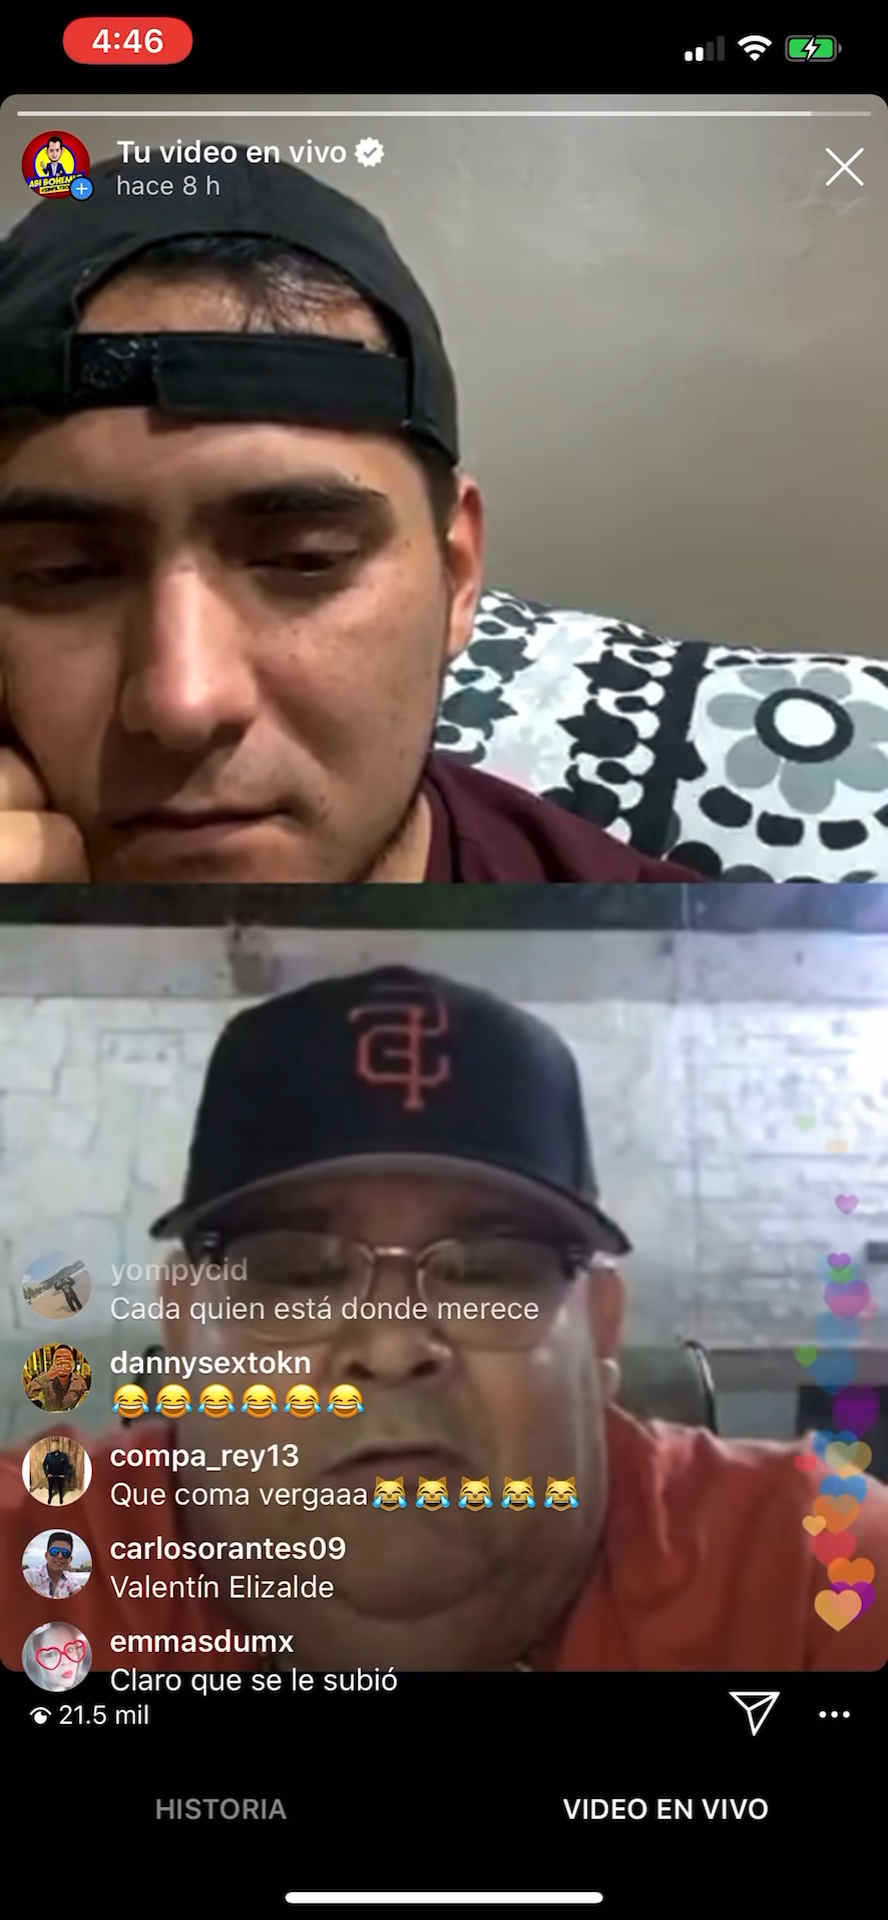 4:46
Tu video en vivo
hace 8 h
yompycid
Cada quien está donde merece
dannysextokn
😂😂😂😂😂😂
compa_rey13
Que coma vergaaa😹😹😹😹😹
carlosorantes09
Valentín Elizalde
emmasdumx
Claro que se le subió
21.5 mil
HISTORIA
VIDEO EN VIVO